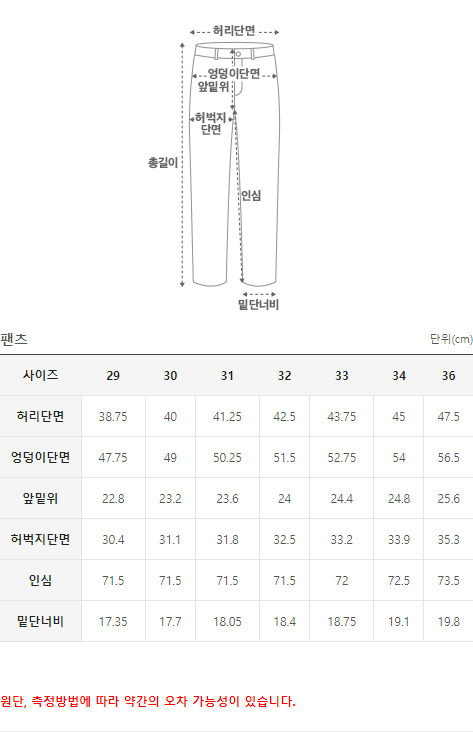 허리단면
엉덩이단면
앞밑위
허벅지
단면
총길이
인심
밑단너비
팬츠 단위(cm)
사이즈 29 30 31 32 33 34 36
허리단면 38.75 40 41.25 42.5 43.75 45 47.5
엉덩이단면 47.75 49 50.25 51.5 52.75 54 56.5
앞밑위 22.8 23.2 23.6 24 24.4 24.8 25.6
허벅지단면 30.4 31.1 31.8 32.5 33.2 33.9 35.3
인심 71.5 71.5 71.5 71.5 72 72.5 73.5
밑단너비 17.35 17.7 18.05 18.4 18.75 19.1 19.8
원단, 측정방법에 따라 약간의 오차 가능성이 있습니다.